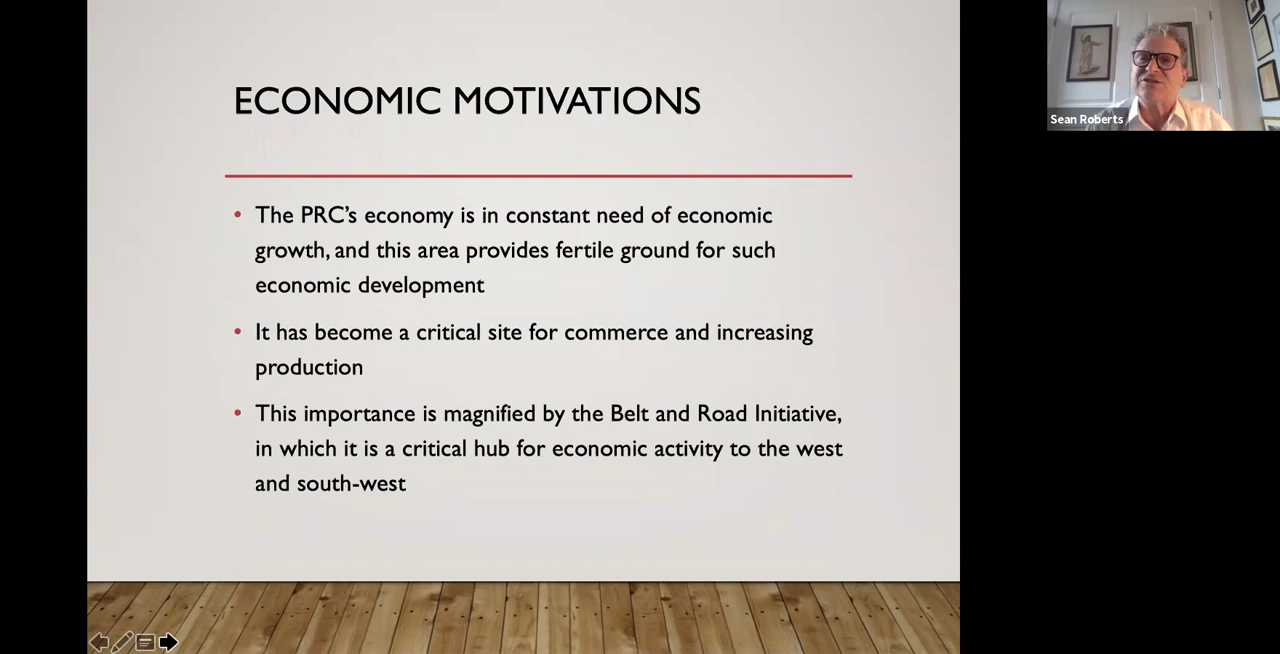 ECONOMIC MOTIVATIONS
• The PRC’s economy is in constant need of economic
growth, and this area provides fertile ground for such
economic development
• It has become a critical site for commerce and increasing
production
• This importance is magnified by the Belt and Road Initiative,
in which it is a critical hub for economic activity to the west
and south-west
Sean Roberts